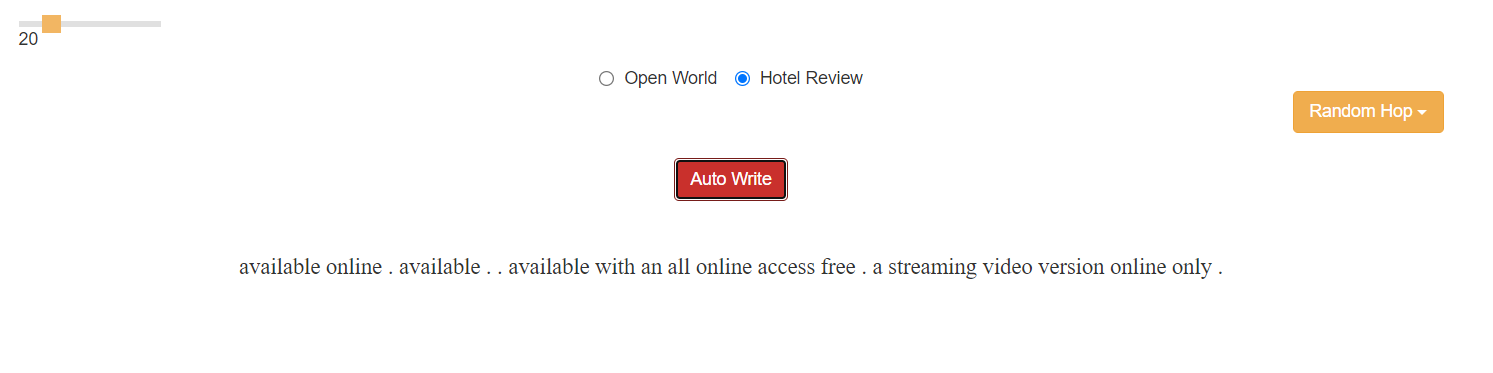 20
Open World Hotel Review
Random Hop
Auto Write
available online . available . . available with an all online access free . a streaming video version online only .